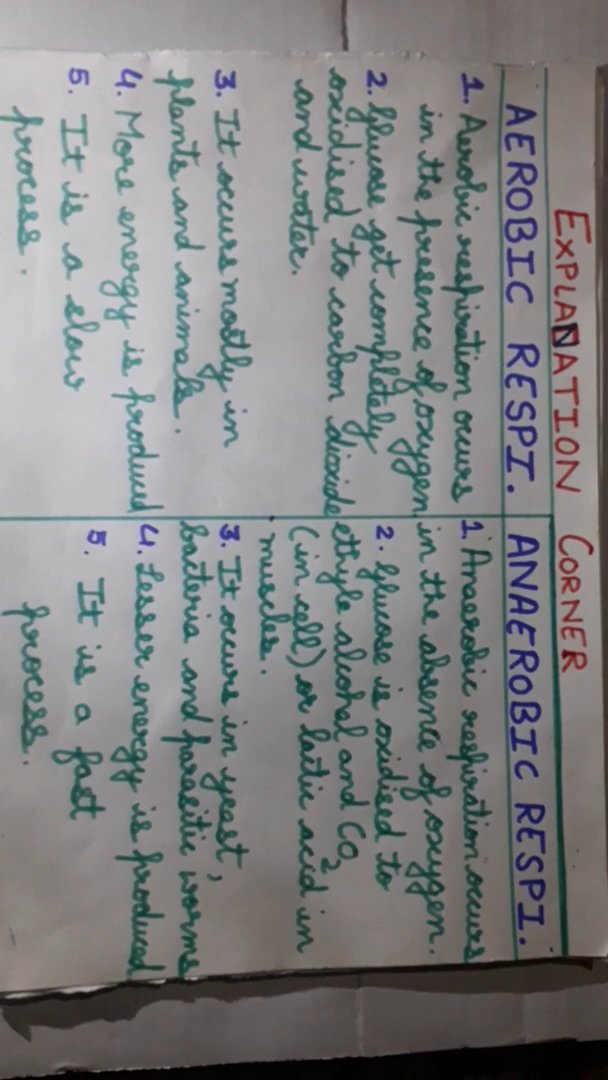 EXPLANATION CORNER
AEROBIC RESPI.
1. Aerobic respiration occurs
in the presence of oxygen
2. Glucose get completely
oxidised to carbon dioxide
and water.
3. It occurs mostly in
plants and animals.
4. More energy is produced
5. It is a slow
process.
ANAEROBIC RESPI.
1. Anaerobic respiration occurs
in the absence of oxygen.
2. Glucose is oxidised to
ethyle alcohol and CO2
(in cell) or lactic acid in
muscles.
3. It occurs in yeast,
bacteria and parasitic worms
4. Lesser energy is produced
5. It is a fast
process.